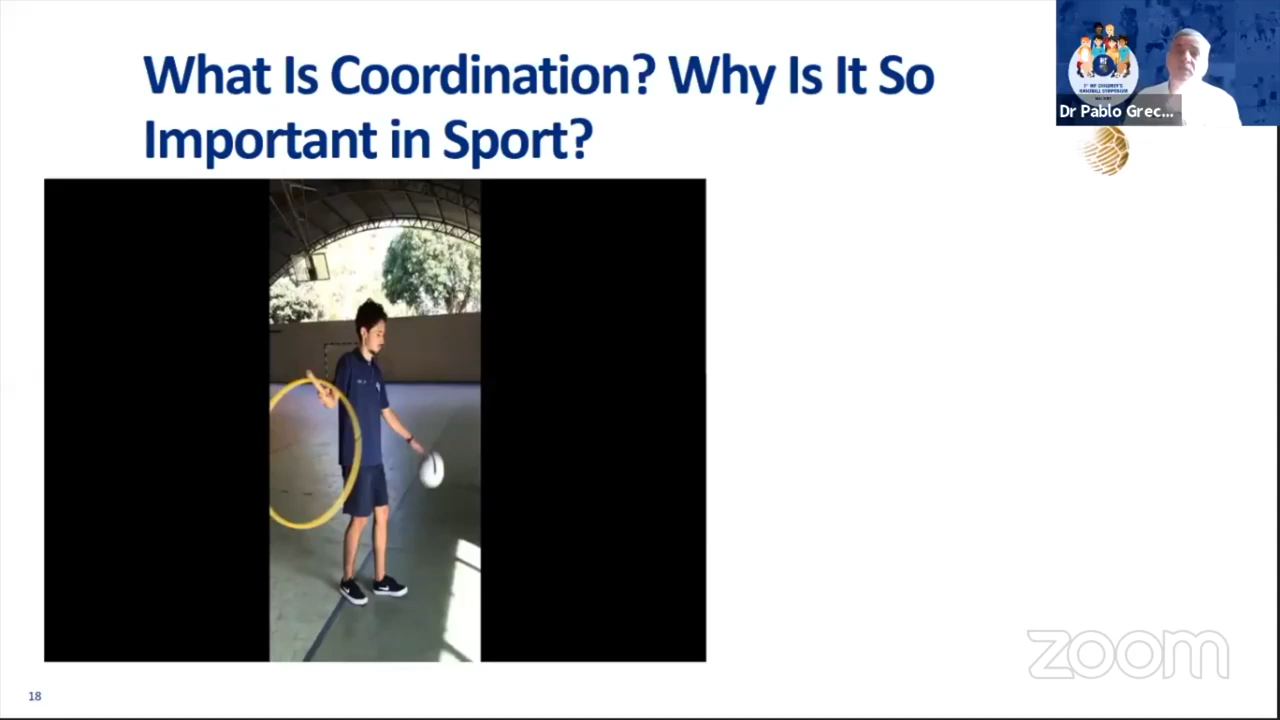 What Is Coordination? Why Is It So
Important in Sport?
Dr Pablo Grec...
zoom
18